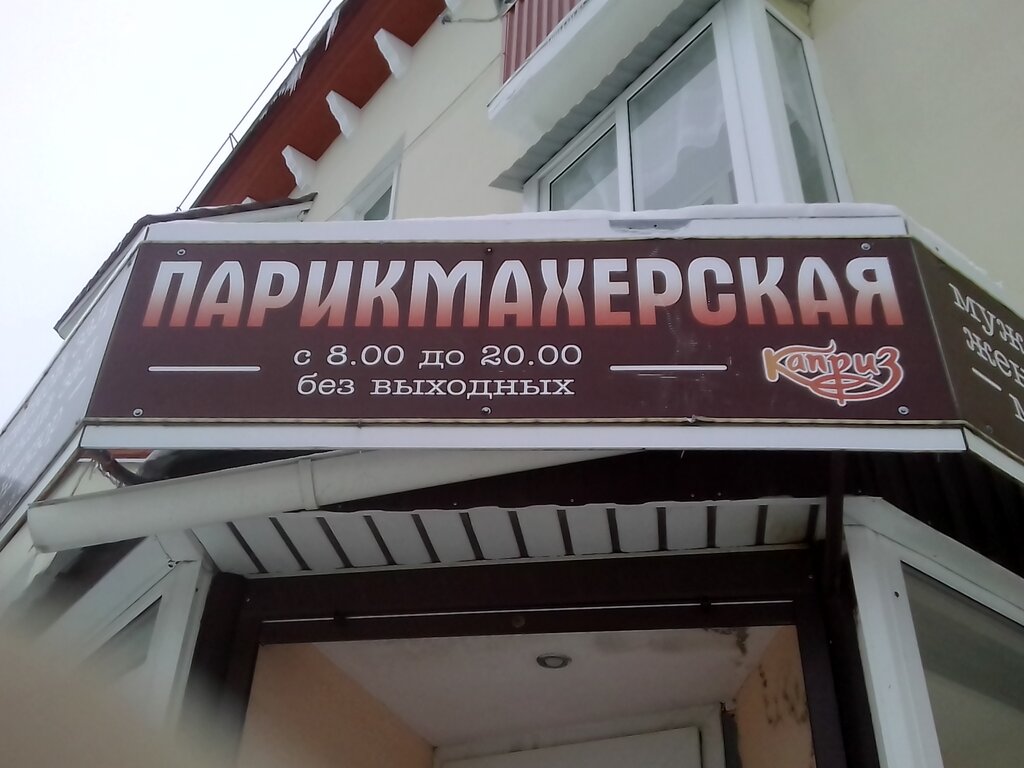 ПАРИКМАХЕРСКАЯ
с 8.00 до 20.00
без выходных
Каприз